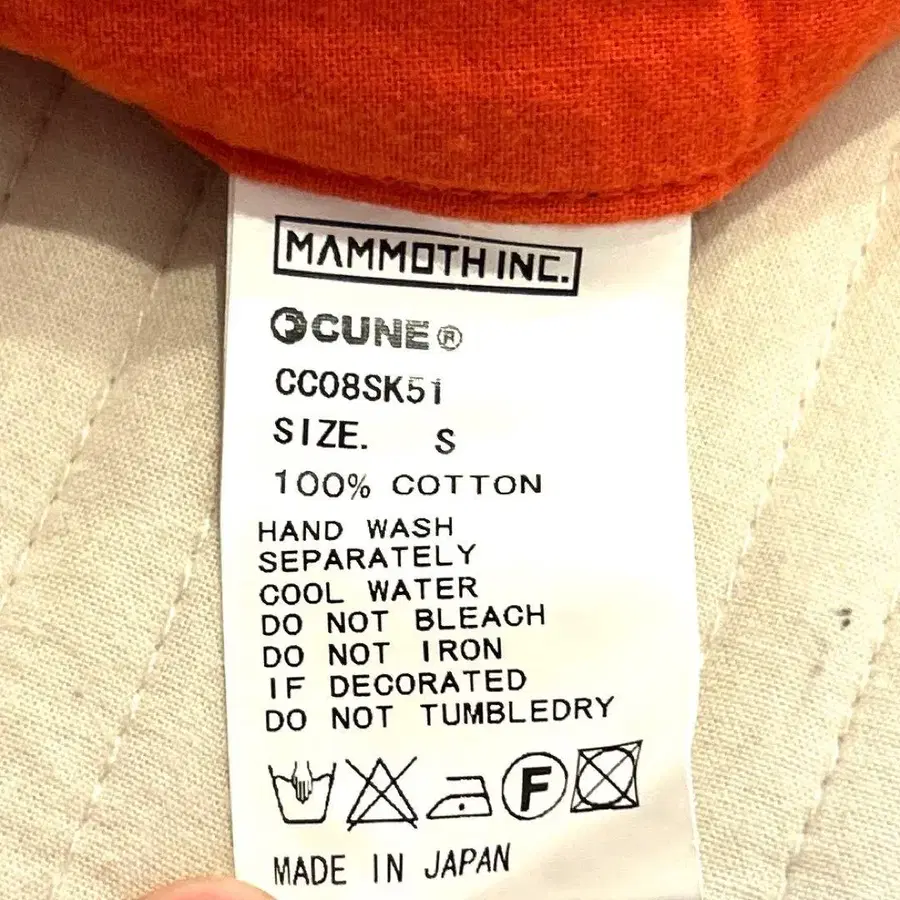 MAMMOTH INC.
CUNE®
CC08SK51
SIZE. S
100% COTTON
HAND WASH
SEPARATELY
COOL WATER
DO NOT BLEACH
DO NOT IRON
IF DECORATED
DO NOT TUMBLEDRY
F
MADE IN JAPAN